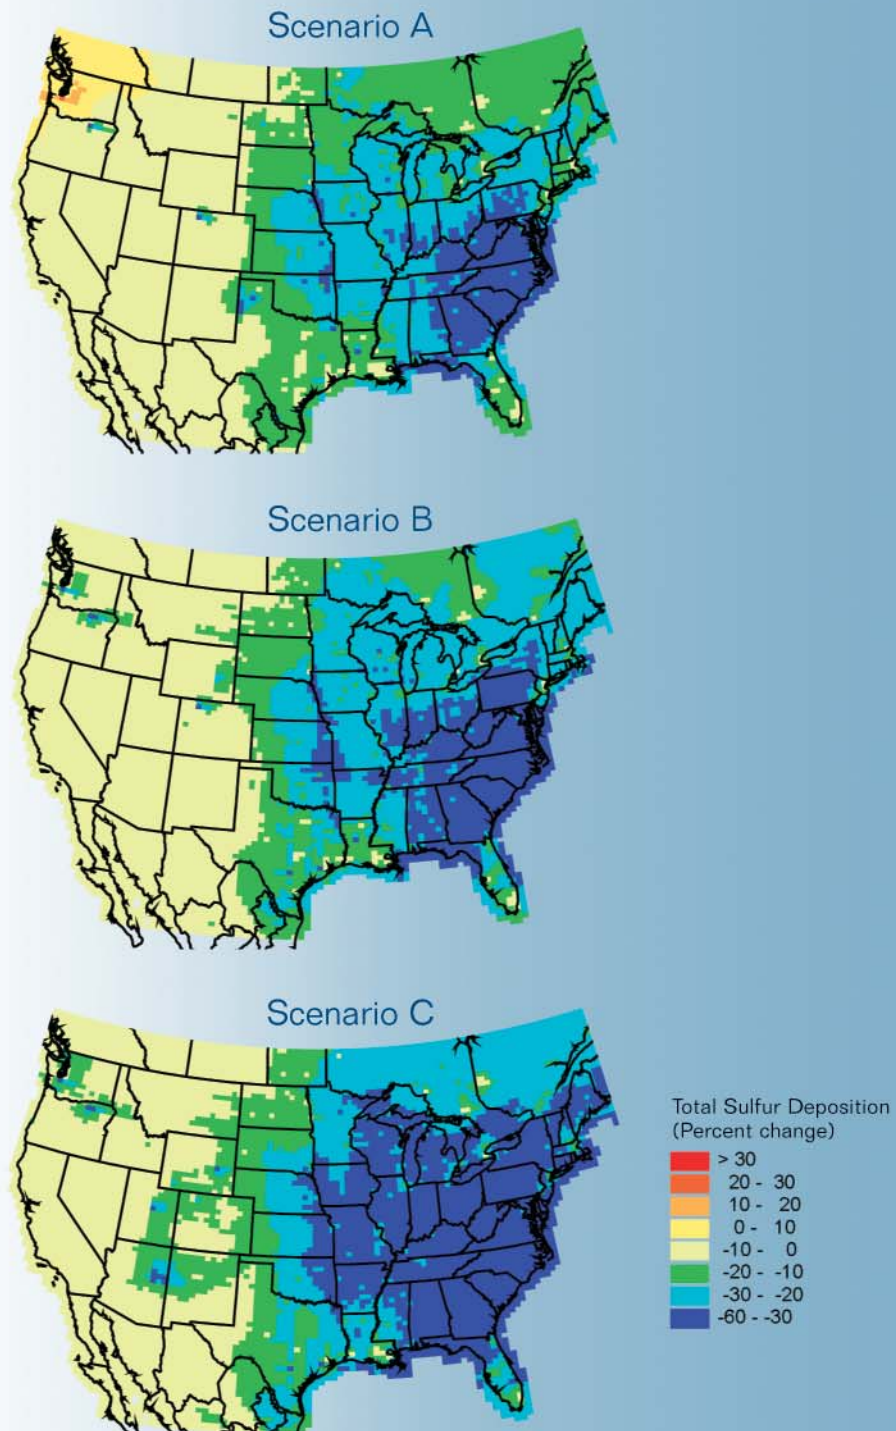 Scenario A
Scenario B
Scenario C
Total Sulfur Deposition
(Percent change)
> 30
20 - 30
10 - 20
0 - 10
-10 - 0
-20 - -10
-30 - -20
-60 - -30